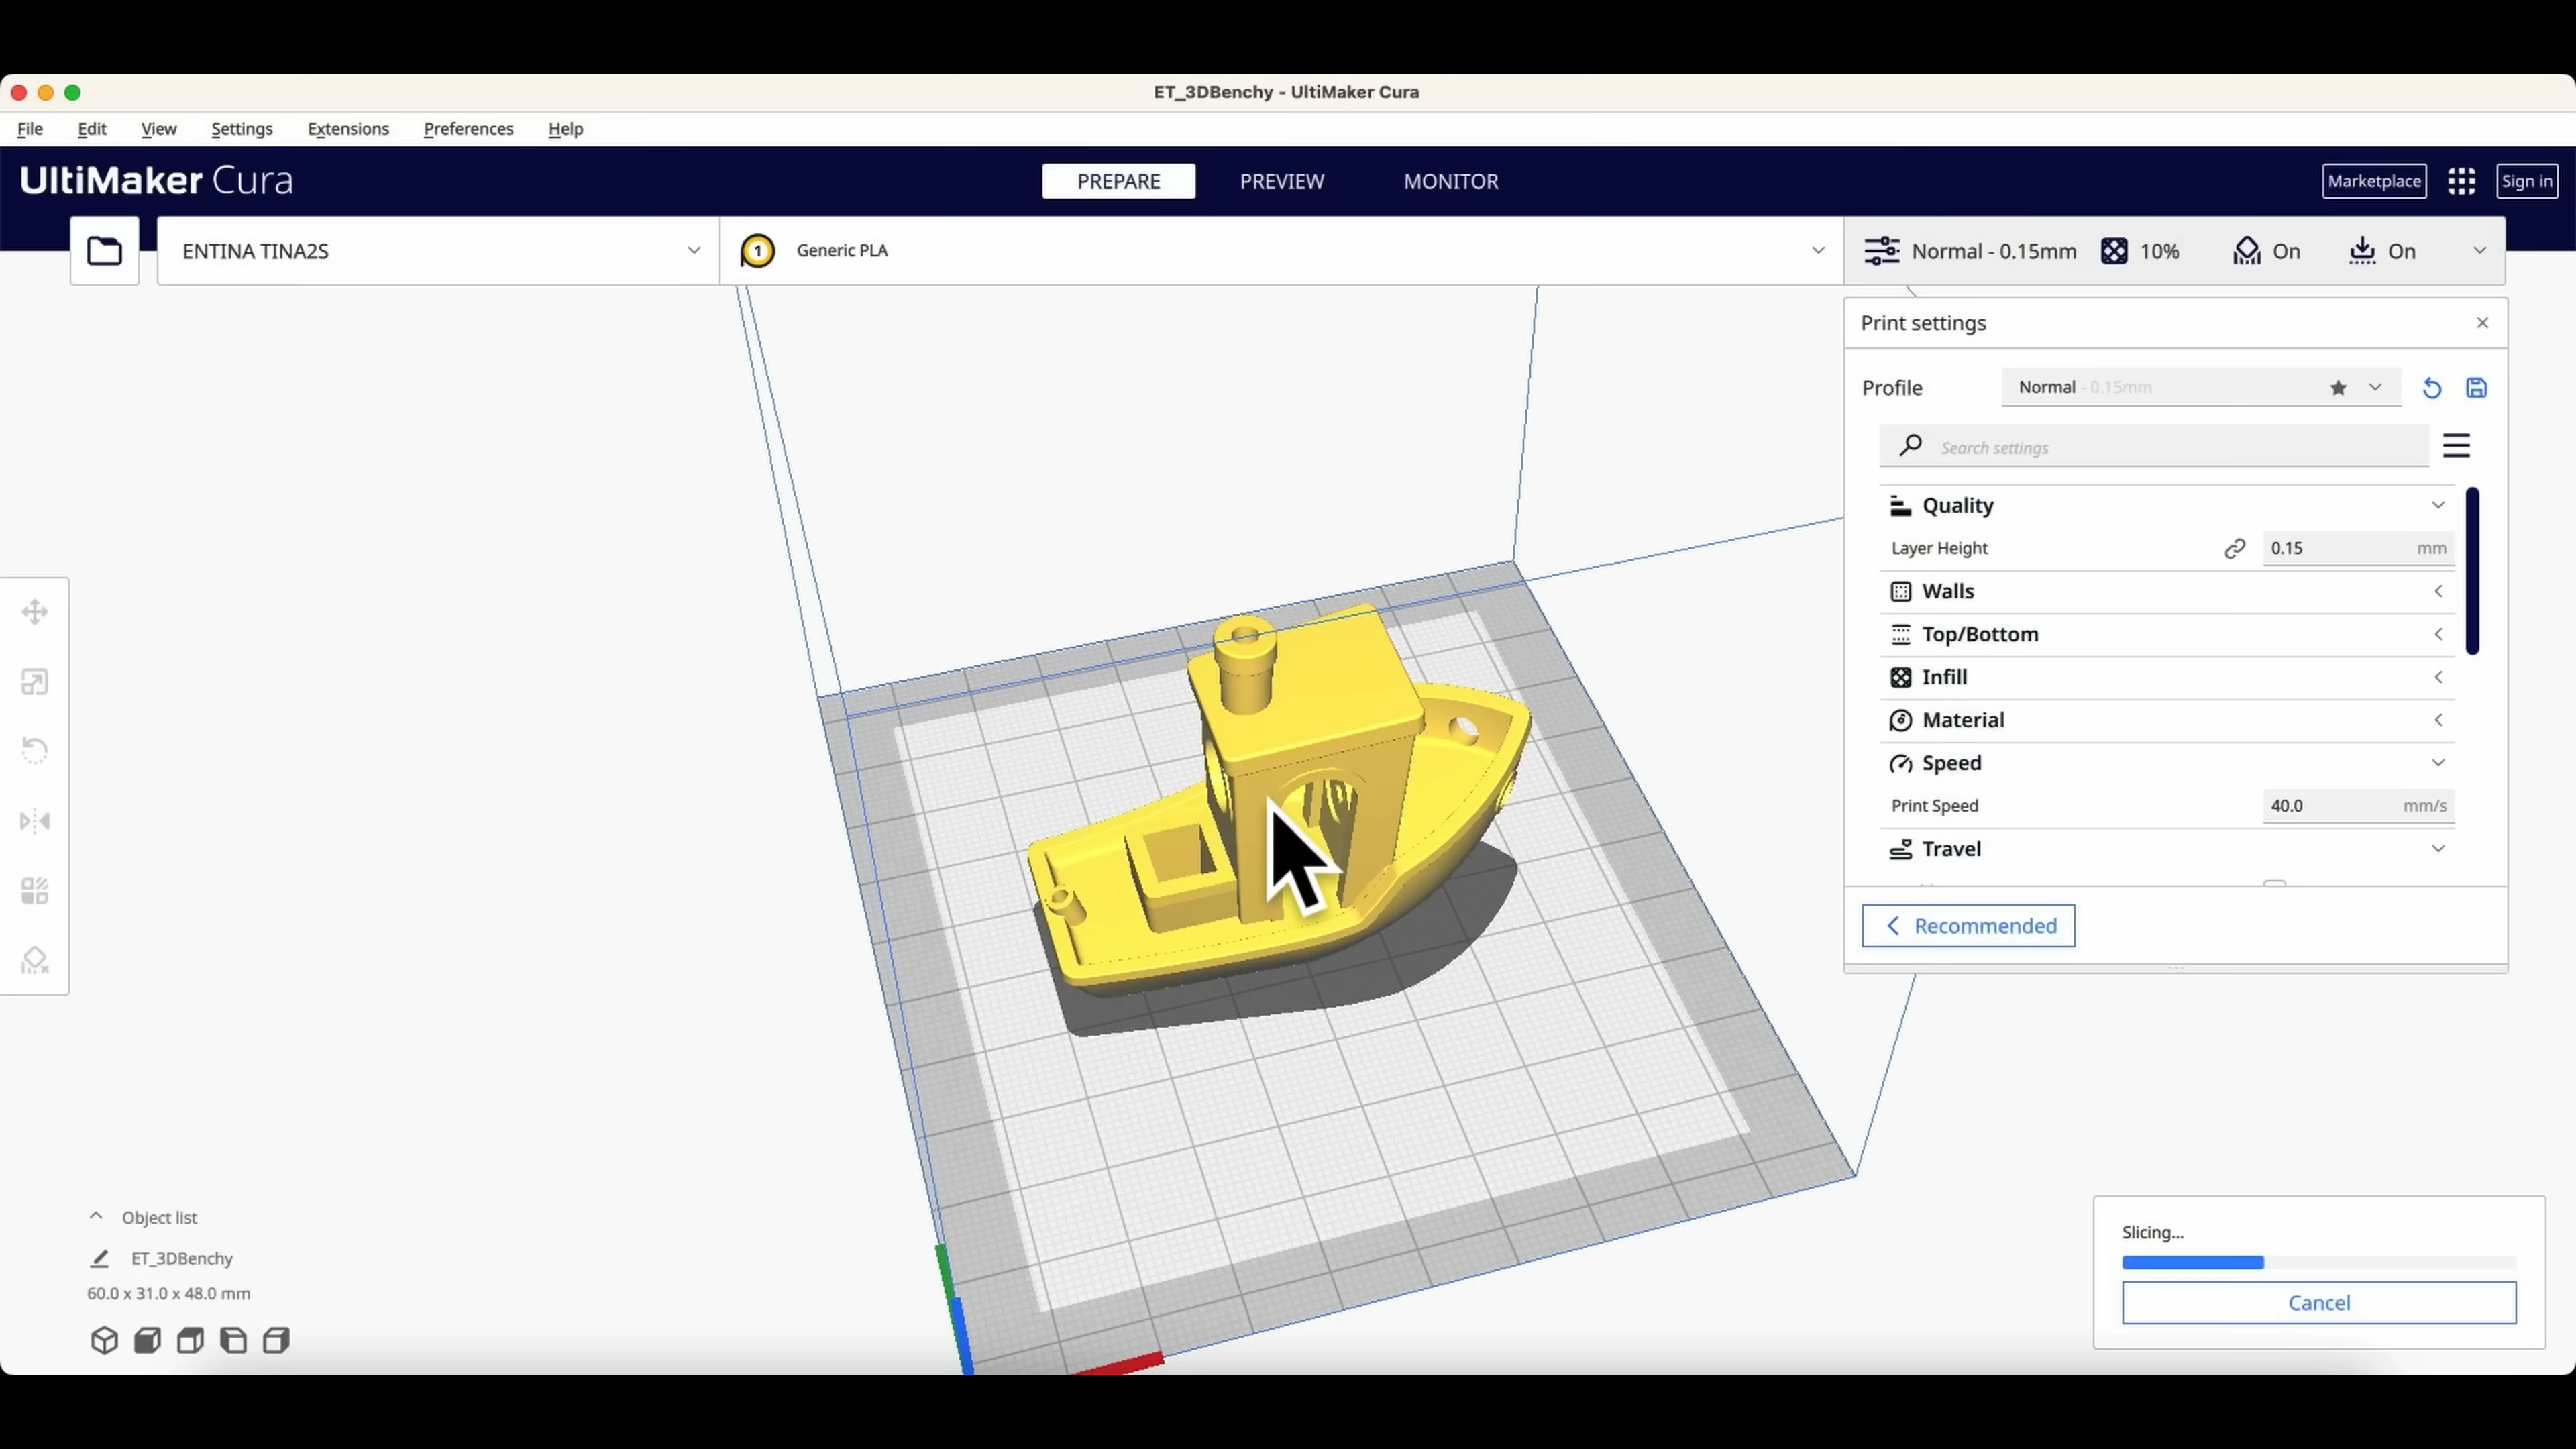 ET_3DBenchy - UltiMaker Cura
File Edit View Settings Extensions Preferences Help
UltiMaker Cura
PREPARE PREVIEW MONITOR
Marketplace Sign in
ENTINA TINA2S
1 Generic PLA
Normal - 0.15mm 10% On On
Print settings
Profile Normal - 0.15mm
Search settings
Quality
Layer Height 0.15 mm
Walls
Top/Bottom
Infill
Material
Speed
Print Speed 40.0 mm/s
Travel
Recommended
Object list
ET_3DBenchy
60.0 x 31.0 x 48.0 mm
Slicing...
Cancel